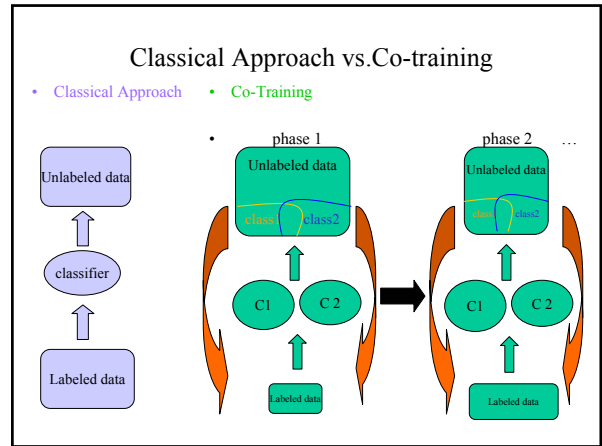 Classical Approach vs.Co-training
• Classical Approach
• Co-Training
• phase 1
phase 2 …
Unlabeled data
classifier
Labeled data
Unlabeled data
class class2
C1 C 2
Labeled data
Unlabeled data
class class2
C1 C 2
Labeled data